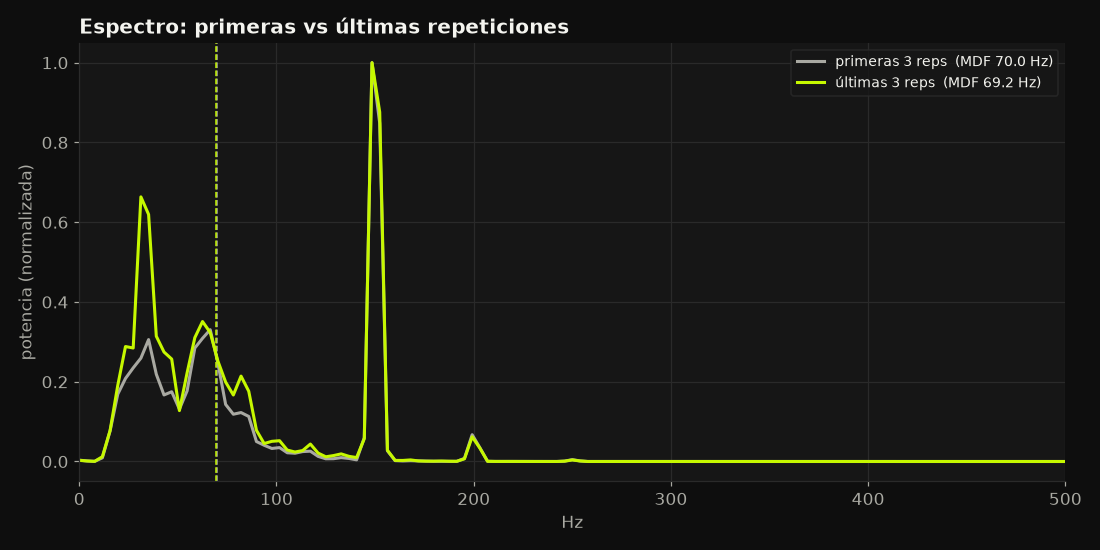 Espectro: primeras vs últimas repeticiones
primeras 3 reps  (MDF 70.0 Hz)
últimas 3 reps  (MDF 69.2 Hz)
potencia (normalizada)
1.0
0.8
0.6
0.4
0.2
0.0
0 100 200 300 400 500
Hz